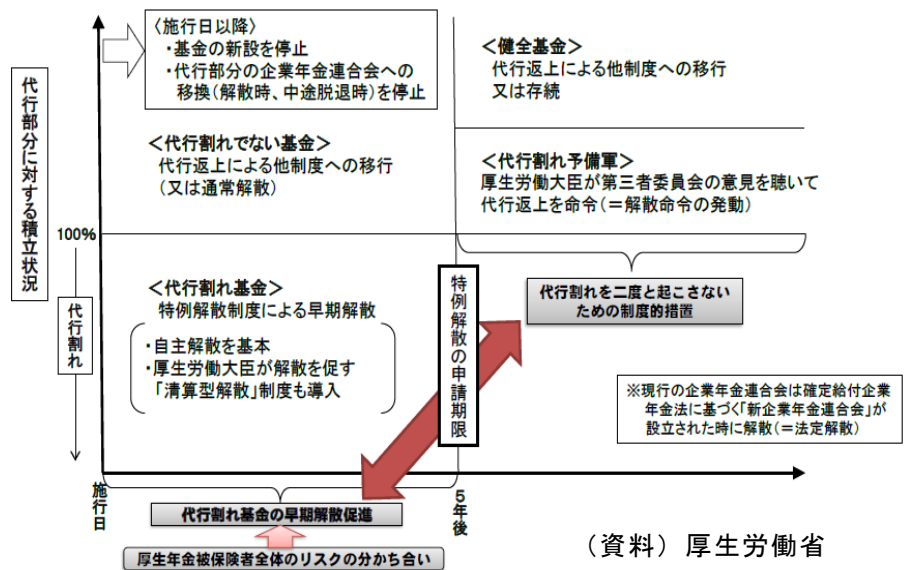 〈施行日以降〉
・基金の新設を停止
・代行部分の企業年金連合会への
移換(解散時、中途脱退時)を停止
<健全基金>
代行返上による他制度への移行
又は存続
代行部分に対する積立状況
<代行割れでない基金>
代行返上による他制度への移行
(又は通常解散)
<代行割れ予備軍>
厚生労働大臣が第三者委員会の意見を聴いて
代行返上を命令(=解散命令の発動)
100%
代行割れ
<代行割れ基金>
特例解散制度による早期解散
・自主解散を基本
・厚生労働大臣が解散を促す
「清算型解散」制度も導入
特例解散の申請期限
代行割れを二度と起こさない
ための制度的措置
※現行の企業年金連合会は確定給付企業
年金法に基づく「新企業年金連合会」が
設立された時に解散(=法定解散)
施行日
5年後
代行割れ基金の早期解散促進
厚生年金被保険者全体のリスクの分かち合い
(資料)厚生労働省